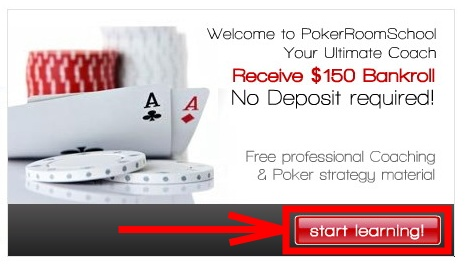 Welcome to PokerRoomSchool
Your Ultimate Coach
Receive $150 Bankroll
No Deposit required!
A A
Free professional Coaching
& Poker strategy material
start learning!